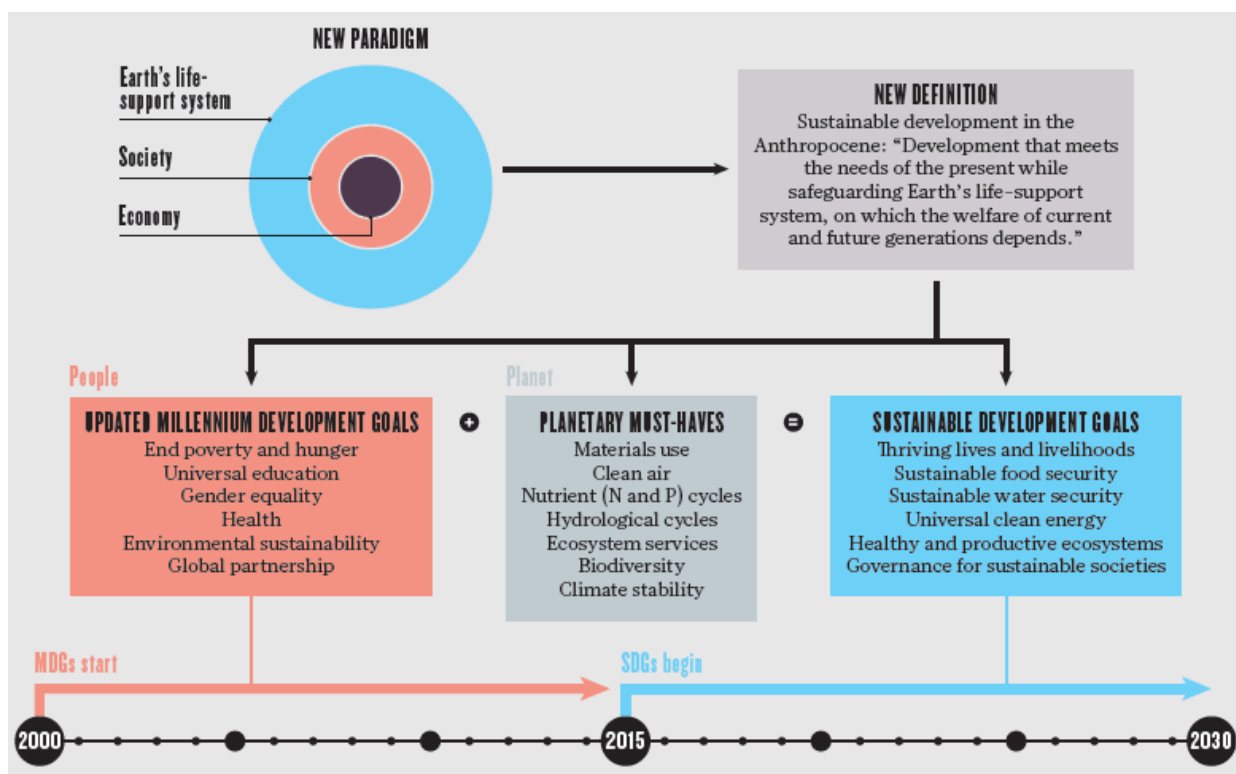 NEW PARADIGM
Earth's life-
support system
Society
Economy
NEW DEFINITION
Sustainable development in the
Anthropocene: “Development that meets
the needs of the present while
safeguarding Earth's life-support
system, on which the welfare of current
and future generations depends.”
People
UPDATED MILLENNIUM DEVELOPMENT GOALS
End poverty and hunger
Universal education
Gender equality
Health
Environmental sustainability
Global partnership
+
Planet
PLANETARY MUST-HAVES
Materials use
Clean air
Nutrient (N and P) cycles
Hydrological cycles
Ecosystem services
Biodiversity
Climate stability
=
SUSTAINABLE DEVELOPMENT GOALS
Thriving lives and livelihoods
Sustainable food security
Sustainable water security
Universal clean energy
Healthy and productive ecosystems
Governance for sustainable societies
MDGs start
SDGs begin
2000
2015
2030